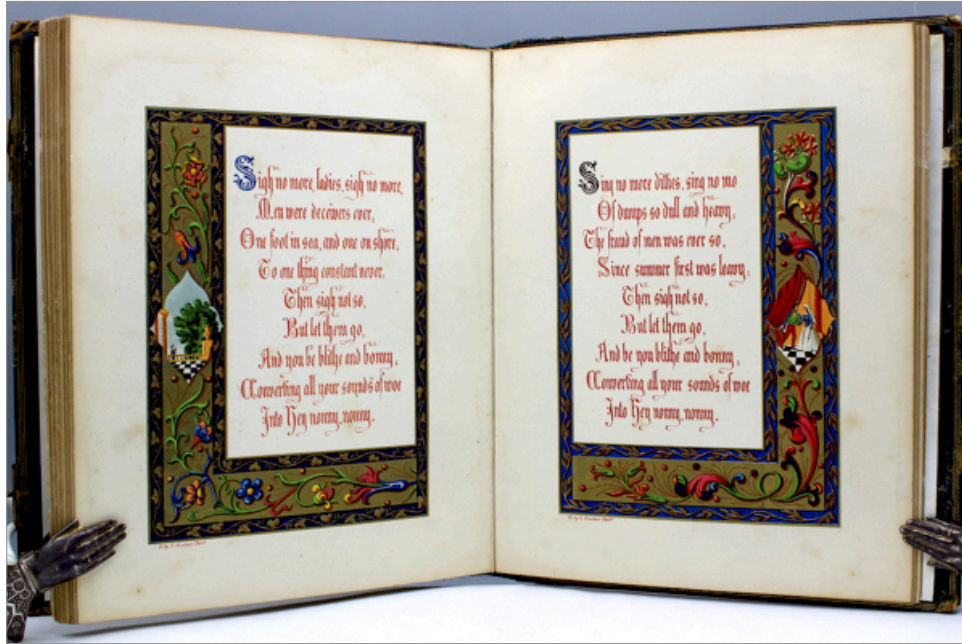 Sigh no more, ladies, sigh no more,
Men were deceivers ever,
One foot in sea, and one on shore,
To one thing constant never.
Then sigh not so,
But let them go,
And you be blithe and bonny,
Converting all your sounds of woe
Into Hey nonny, nonny.
Sing no more ditties, sing no mo
Of dumps so dull and heavy,
The fraud of men was ever so,
Since summer first was leavy;
Then sigh not so,
But let them go,
And be you blithe and bonny,
Converting all your sounds of woe
Into Hey nonny, nonny.